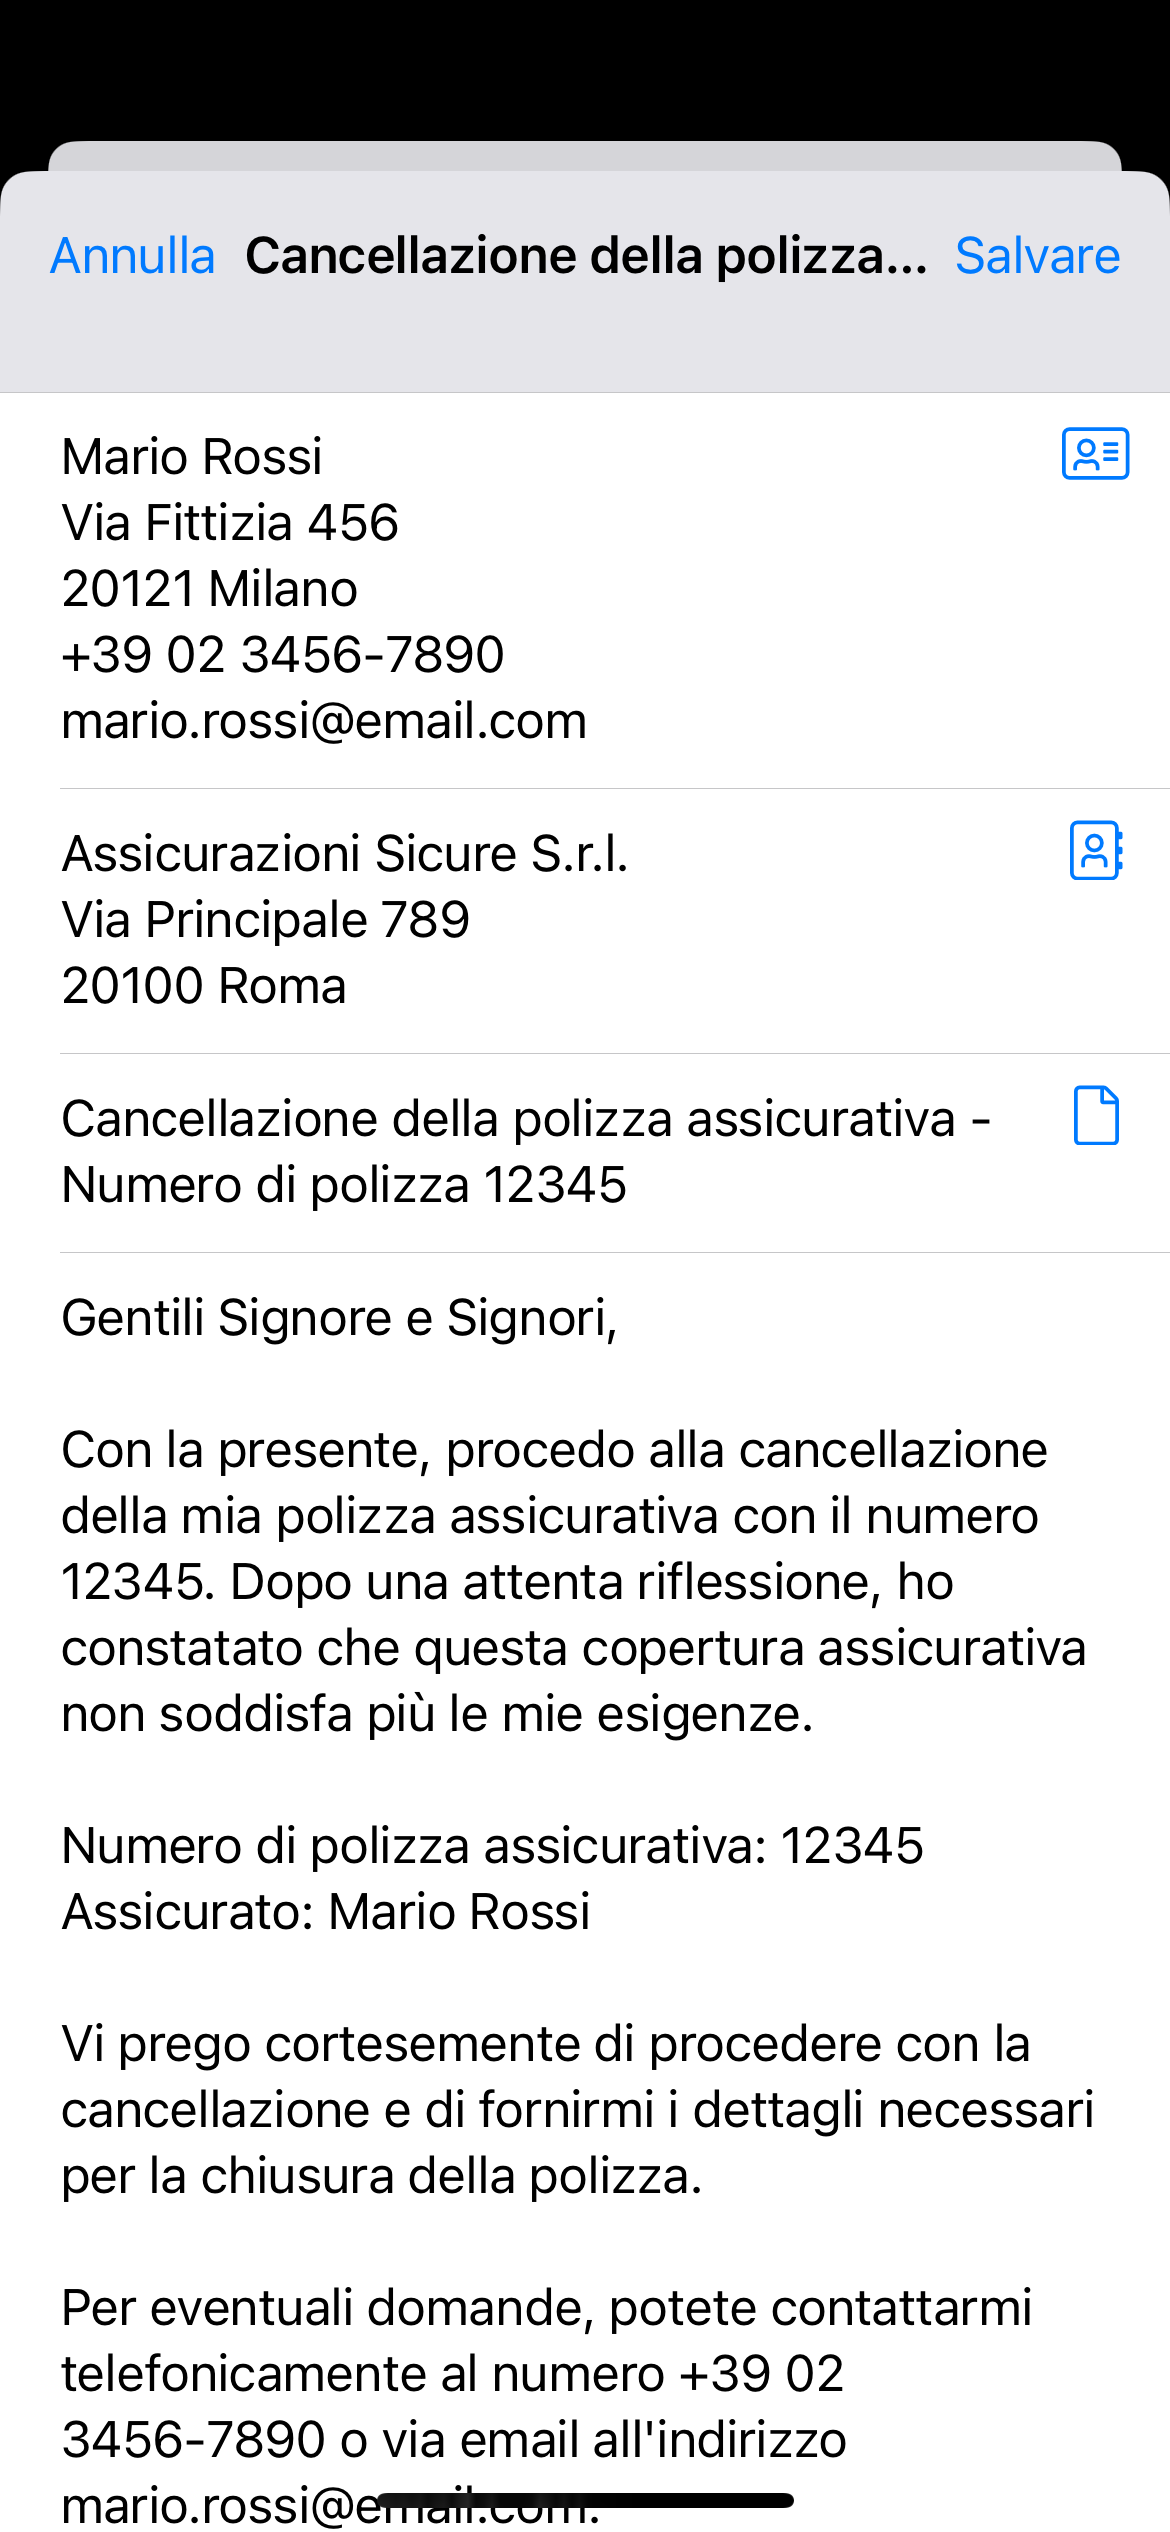 Annulla Cancellazione della polizza... Salvare
Mario Rossi
Via Fittizia 456
20121 Milano
+39 02 3456-7890
mario.rossi@email.com
Assicurazioni Sicure S.r.l.
Via Principale 789
20100 Roma
Cancellazione della polizza assicurativa -
Numero di polizza 12345
Gentili Signore e Signori,
Con la presente, procedo alla cancellazione
della mia polizza assicurativa con il numero
12345. Dopo una attenta riflessione, ho
constatato che questa copertura assicurativa
non soddisfa più le mie esigenze.
Numero di polizza assicurativa: 12345
Assicurato: Mario Rossi
Vi prego cortesemente di procedere con la
cancellazione e di fornirmi i dettagli necessari
per la chiusura della polizza.
Per eventuali domande, potete contattarmi
telefonicamente al numero +39 02
3456-7890 o via email all'indirizzo
mario.rossi@email.com.